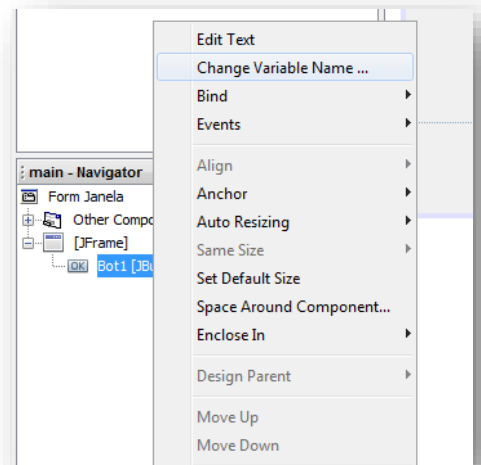 Edit Text
Change Variable Name ...
Bind
Events
Align
Anchor
Auto Resizing
Same Size
Set Default Size
Space Around Component...
Enclose In
Design Parent
Move Up
Move Down
main - Navigator
Form Janela
Other Compo
[JFrame]
OK Bot1 [JBu